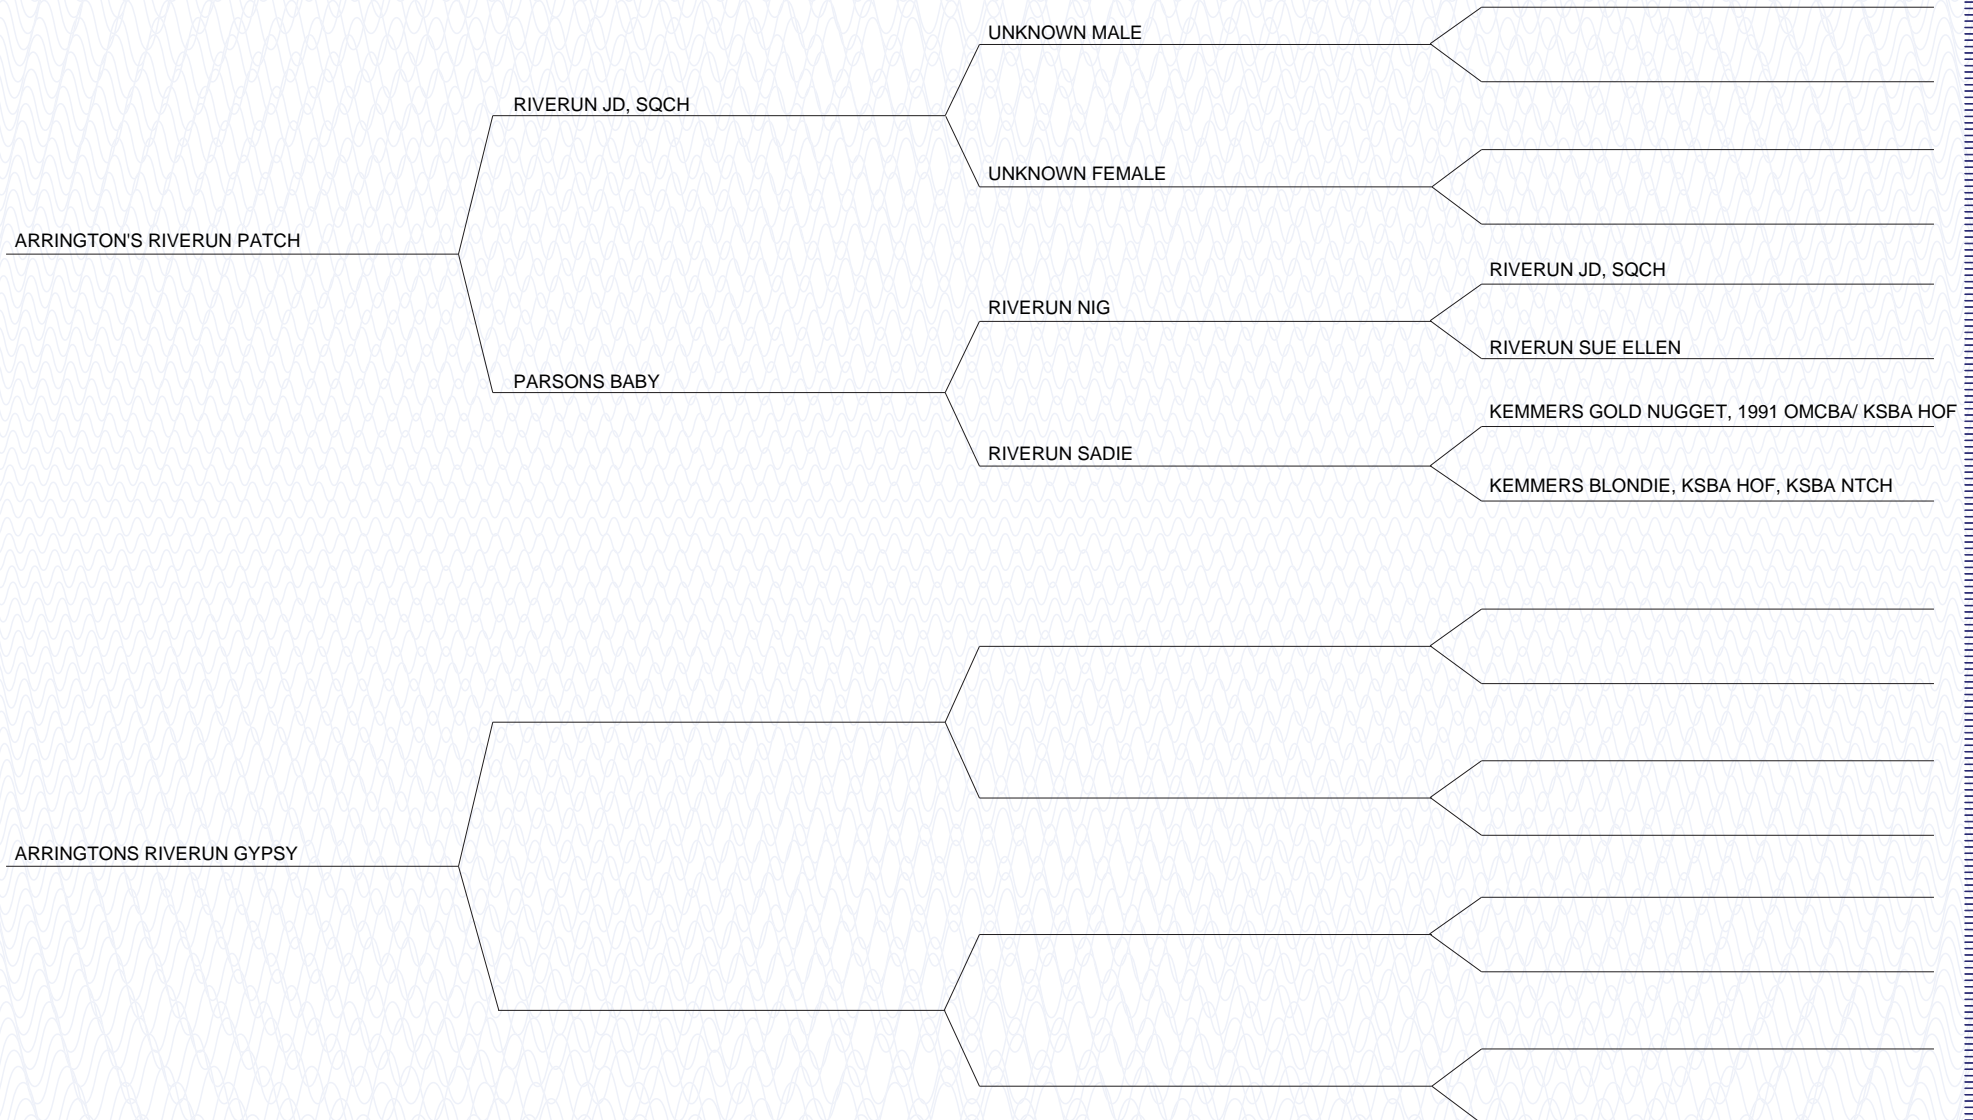 UNKNOWN MALE
RIVERUN JD, SQCH
UNKNOWN FEMALE
ARRINGTON'S RIVERUN PATCH
RIVERUN JD, SQCH
RIVERUN NIG
RIVERUN SUE ELLEN
PARSONS BABY
KEMMERS GOLD NUGGET, 1991 OMCBA/ KSBA HOF
RIVERUN SADIE
KEMMERS BLONDIE, KSBA HOF, KSBA NTCH
ARRINGTONS RIVERUN GYPSY